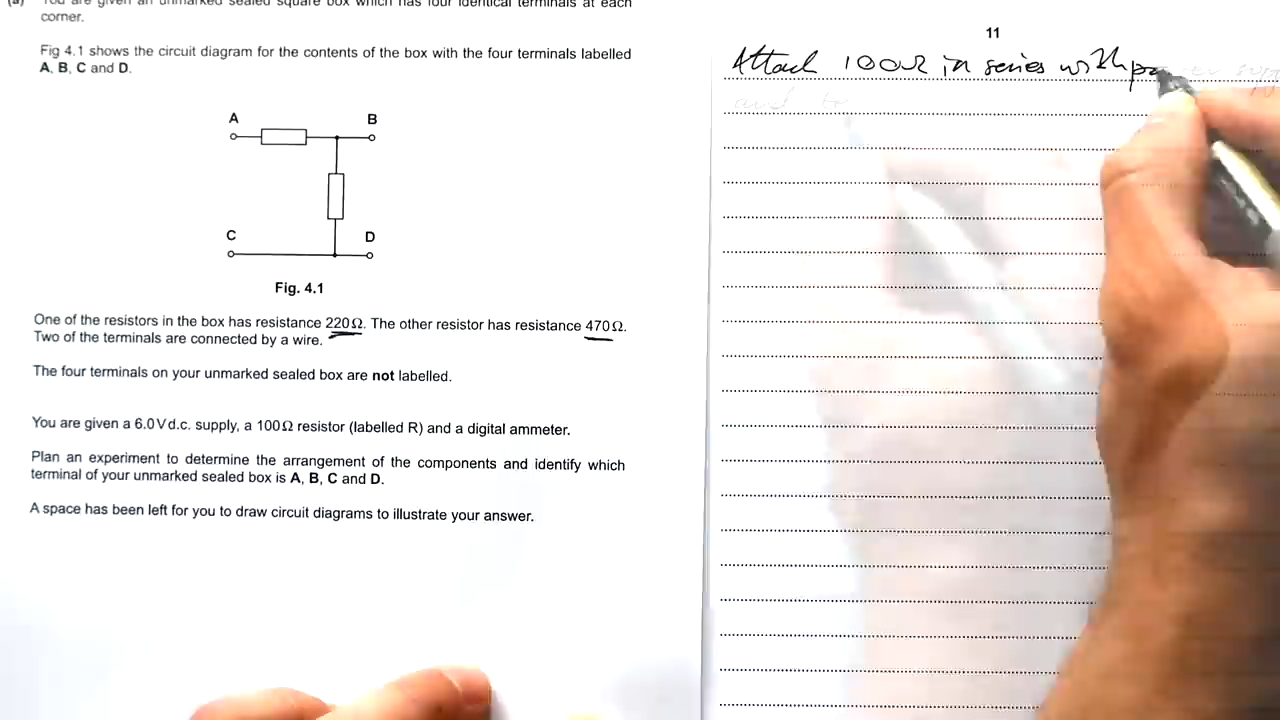 (a) You are given an unmarked sealed square box which has four identical terminals at each
corner.
Fig 4.1 shows the circuit diagram for the contents of the box with the four terminals labelled
A, B, C and D.
A B
C D
Fig. 4.1
One of the resistors in the box has resistance 220Ω. The other resistor has resistance 470Ω.
Two of the terminals are connected by a wire.
The four terminals on your unmarked sealed box are not labelled.
You are given a 6.0V d.c. supply, a 100Ω resistor (labelled R) and a digital ammeter.
Plan an experiment to determine the arrangement of the components and identify which
terminal of your unmarked sealed box is A, B, C and D.
A space has been left for you to draw circuit diagrams to illustrate your answer.
11
Attach 100Ω in series with
and